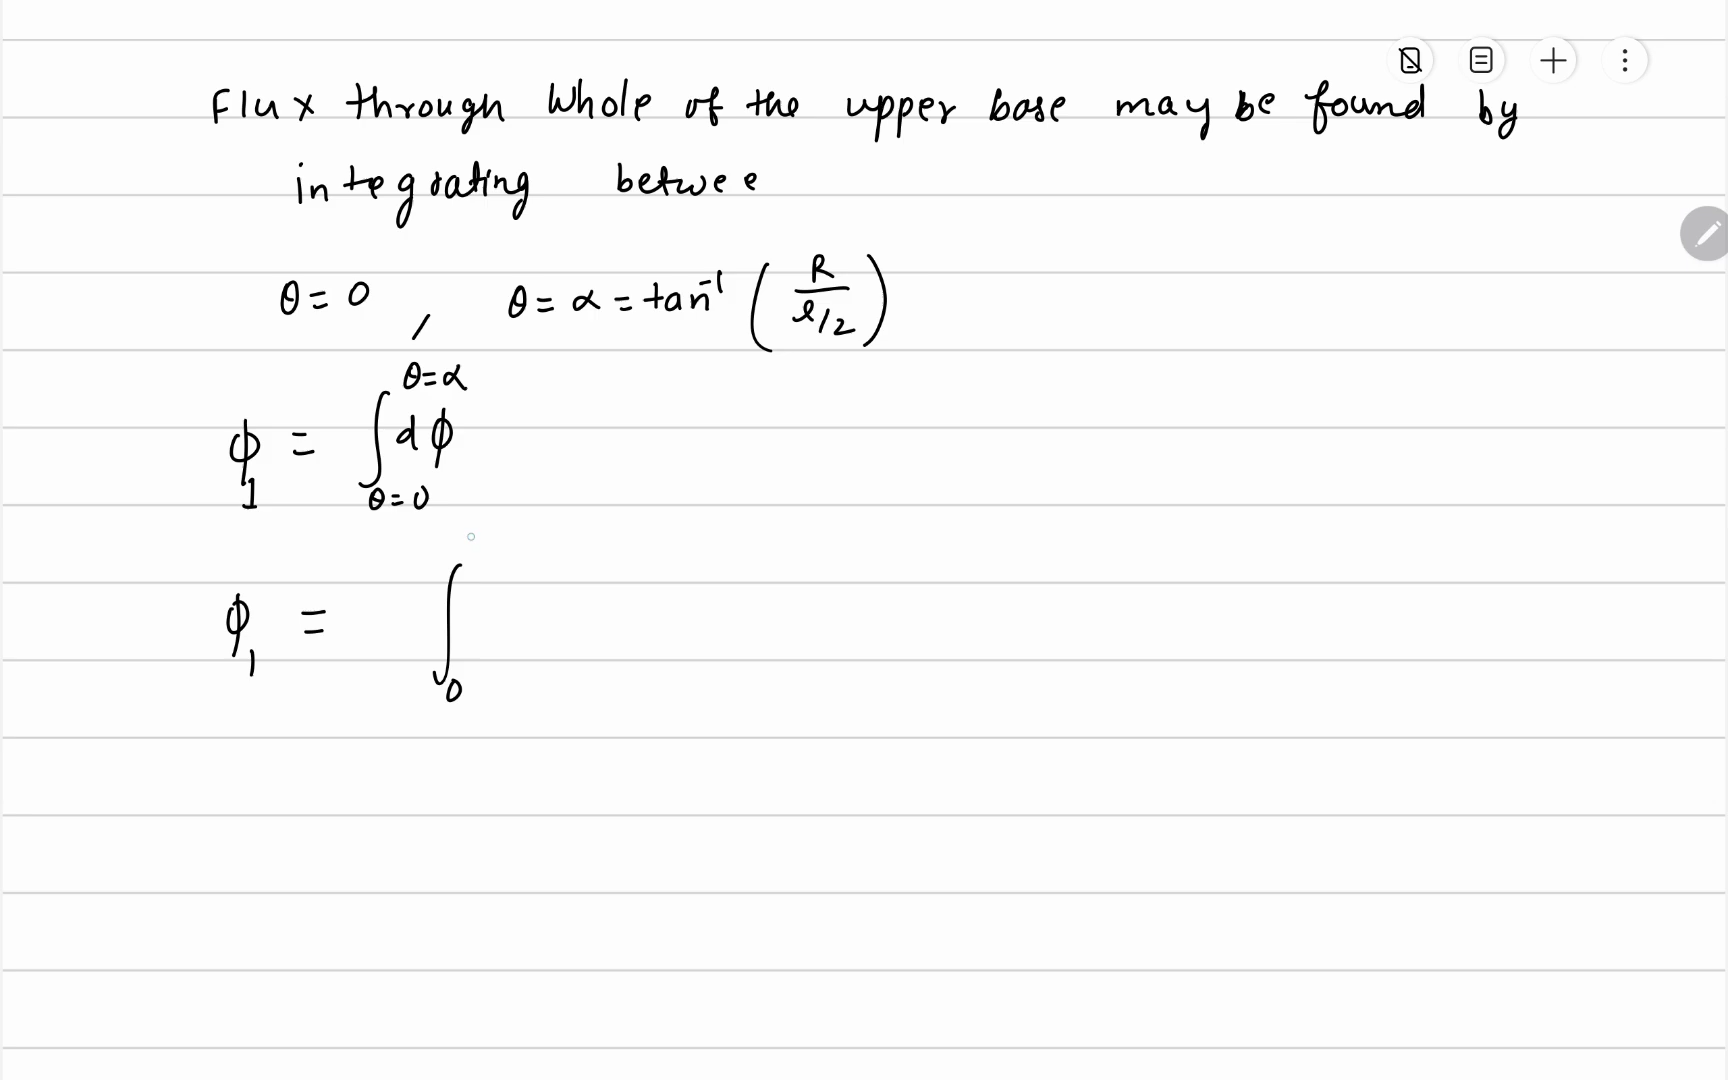 Flux through Whole of the upper base may be found by
integrating betwee
θ = 0 , θ = α = tan⁻¹ (R / l/2)
ϕ₁ = ∫_{θ=0}^{θ=α} dϕ
ϕ₁ = ∫₀